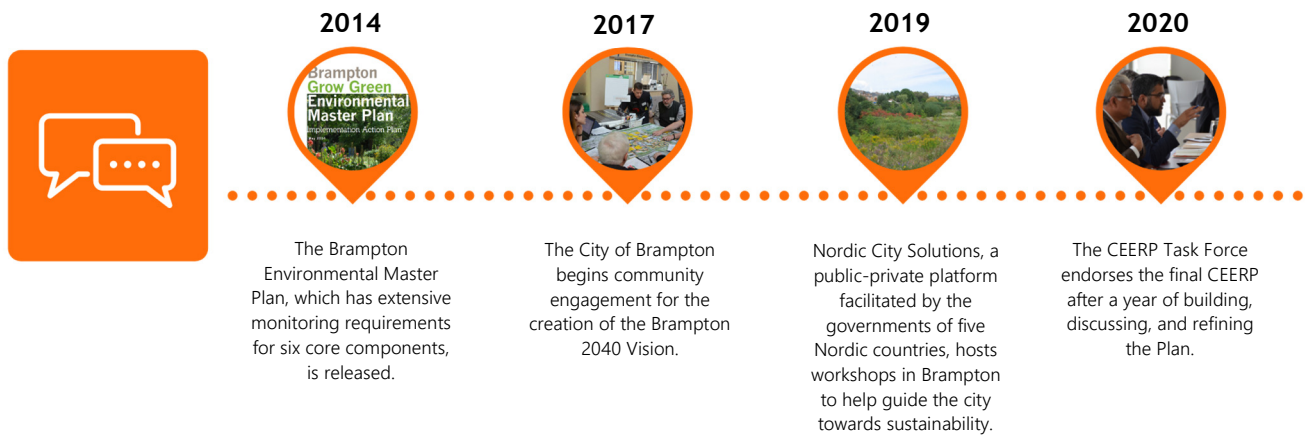 2014
2017
2019
2020
Brampton
Grow Green
Environmental
Master Plan
Implementation Action Plan
The Brampton
Environmental Master
Plan, which has extensive
monitoring requirements
for six core components,
is released.
The City of Brampton
begins community
engagement for the
creation of the Brampton
2040 Vision.
Nordic City Solutions, a
public-private platform
facilitated by the
governments of five
Nordic countries, hosts
workshops in Brampton
to help guide the city
towards sustainability.
The CEERP Task Force
endorses the final CEERP
after a year of building,
discussing, and refining
the Plan.